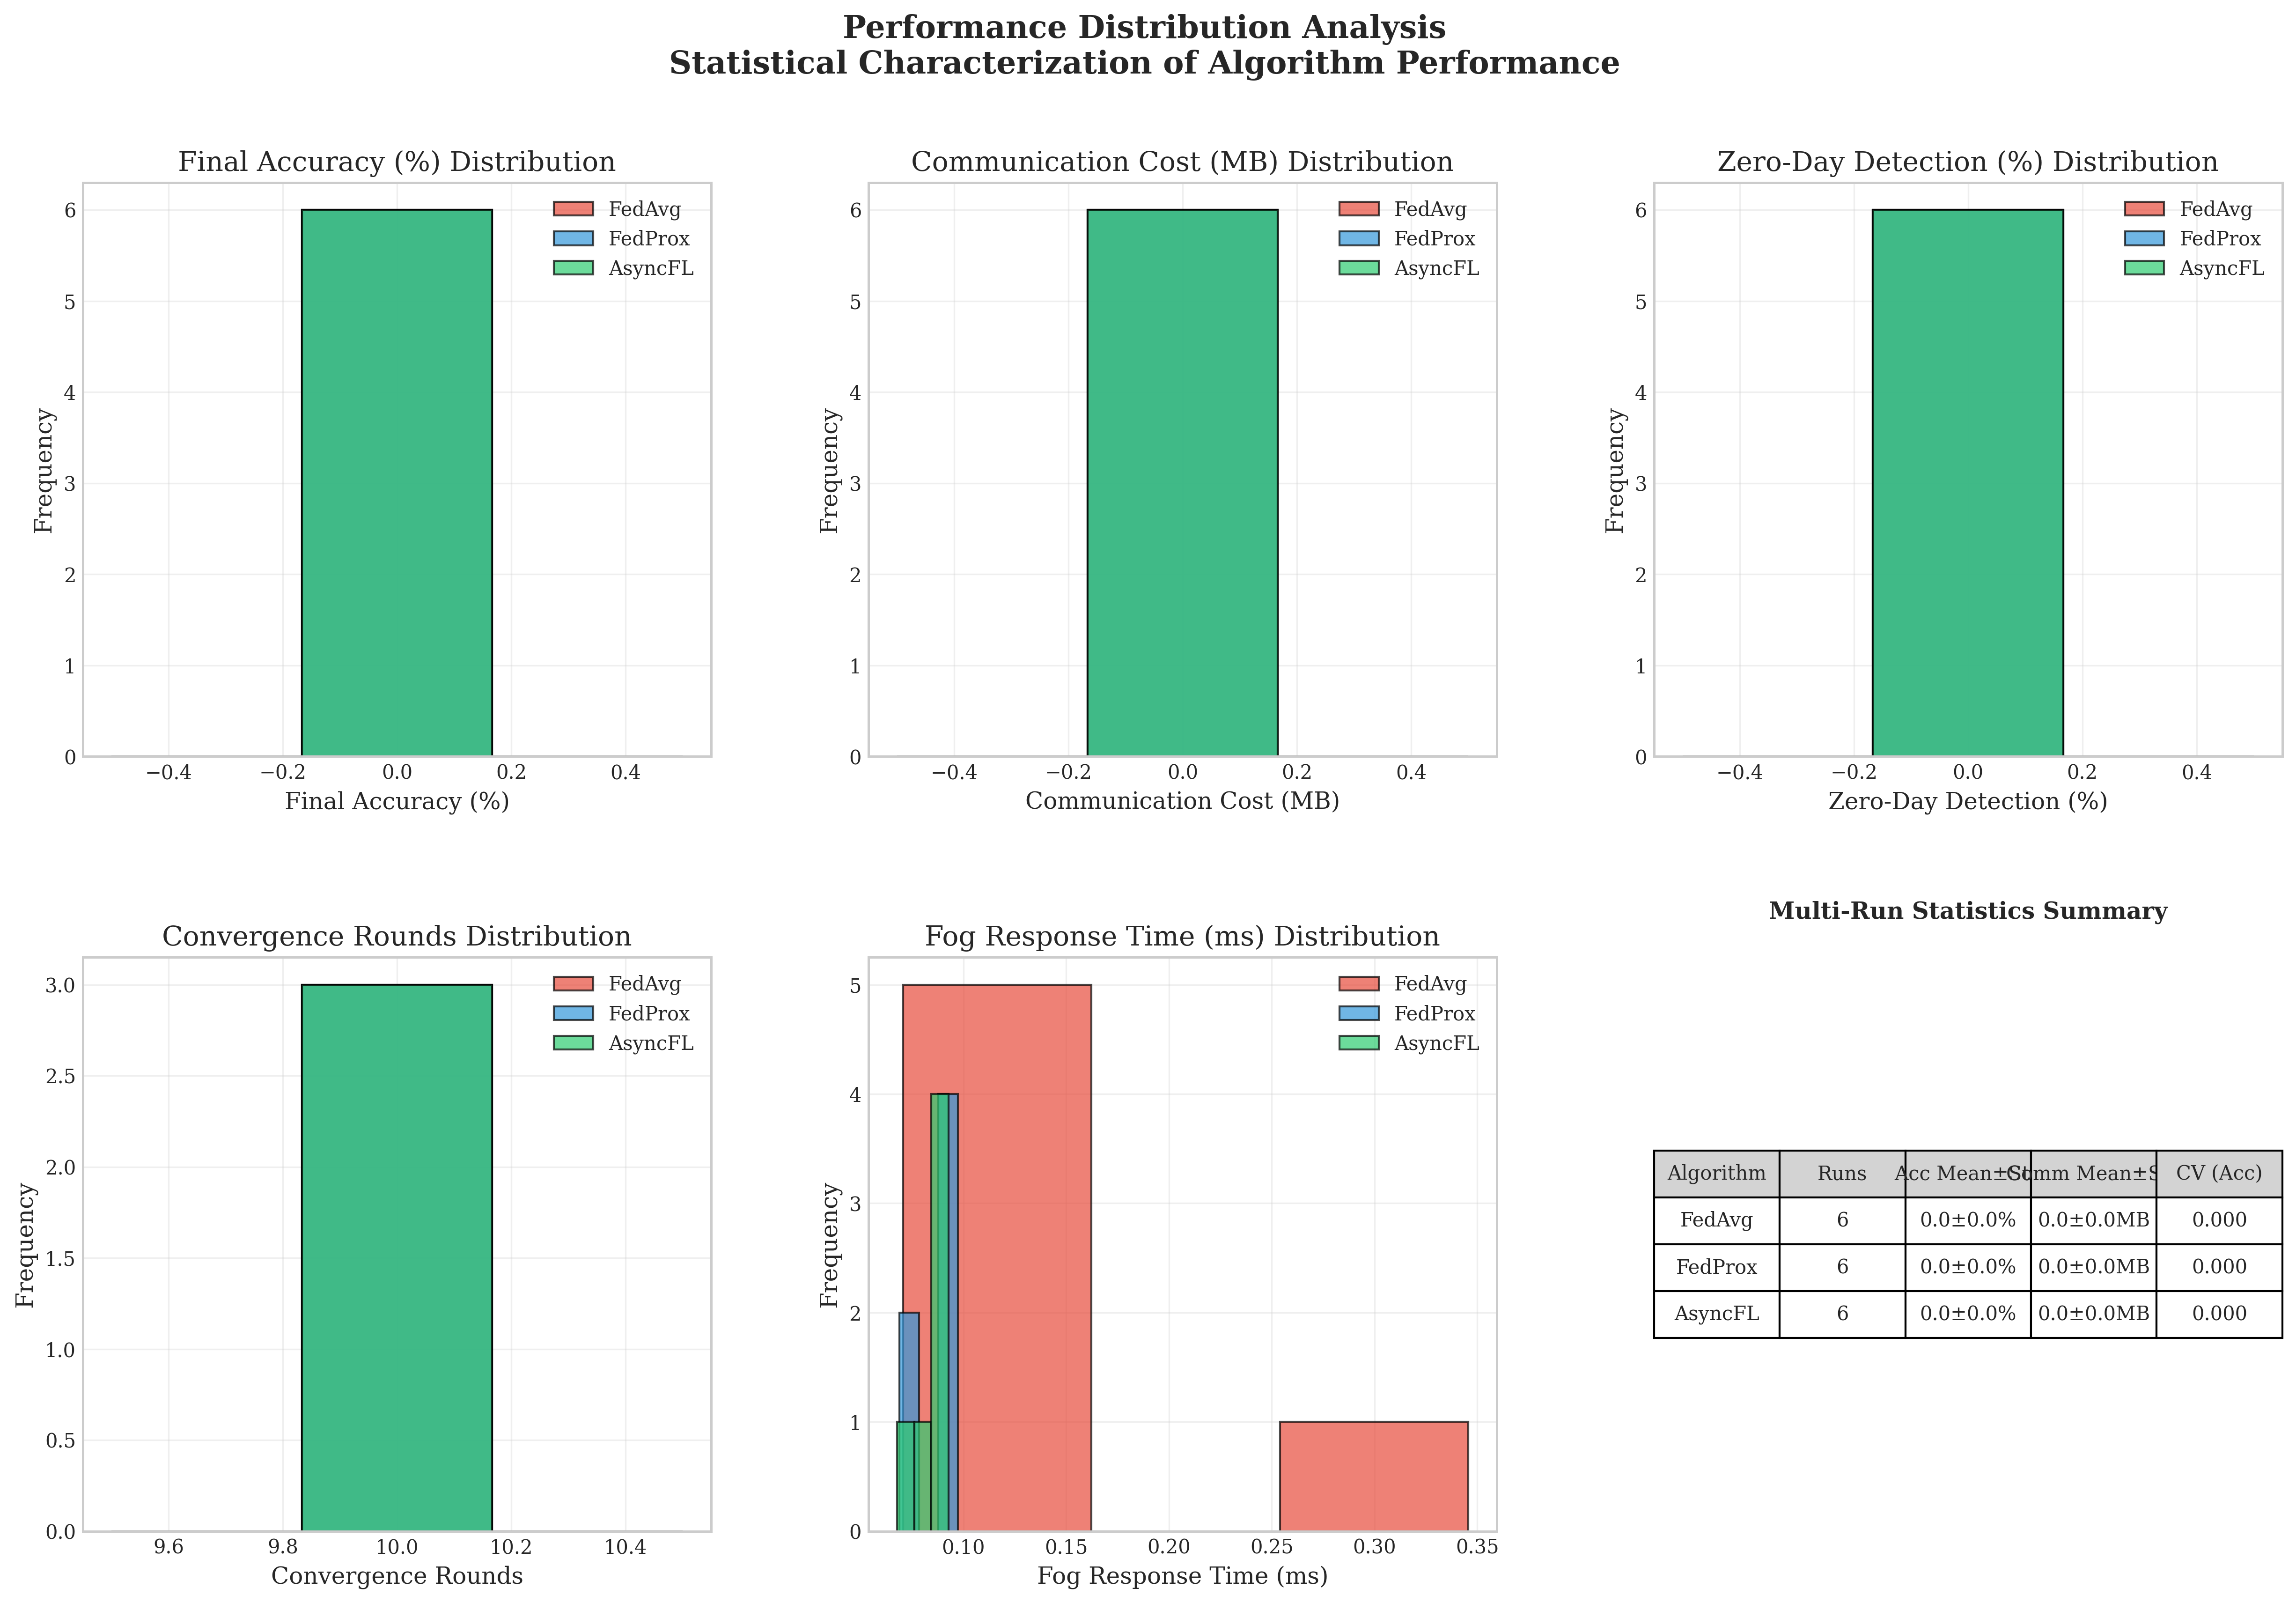 Performance Distribution Analysis
Statistical Characterization of Algorithm Performance
Final Accuracy (%) Distribution
FedAvg
FedProx
AsyncFL
Frequency
6
5
4
3
2
1
0
−0.4 −0.2 0.0 0.2 0.4
Final Accuracy (%)
Communication Cost (MB) Distribution
FedAvg
FedProx
AsyncFL
Frequency
6
5
4
3
2
1
0
−0.4 −0.2 0.0 0.2 0.4
Communication Cost (MB)
Zero-Day Detection (%) Distribution
FedAvg
FedProx
AsyncFL
Frequency
6
5
4
3
2
1
0
−0.4 −0.2 0.0 0.2 0.4
Zero-Day Detection (%)
Convergence Rounds Distribution
FedAvg
FedProx
AsyncFL
Frequency
3.0
2.5
2.0
1.5
1.0
0.5
0.0
9.6 9.8 10.0 10.2 10.4
Convergence Rounds
Fog Response Time (ms) Distribution
FedAvg
FedProx
AsyncFL
Frequency
5
4
3
2
1
0
0.10 0.15 0.20 0.25 0.30 0.35
Fog Response Time (ms)
Multi-Run Statistics Summary
Algorithm Runs Acc Mean± Mean± CV (Acc)
FedAvg 6 0.0±0.0% 0.0±0.0MB 0.000
FedProx 6 0.0±0.0% 0.0±0.0MB 0.000
AsyncFL 6 0.0±0.0% 0.0±0.0MB 0.000